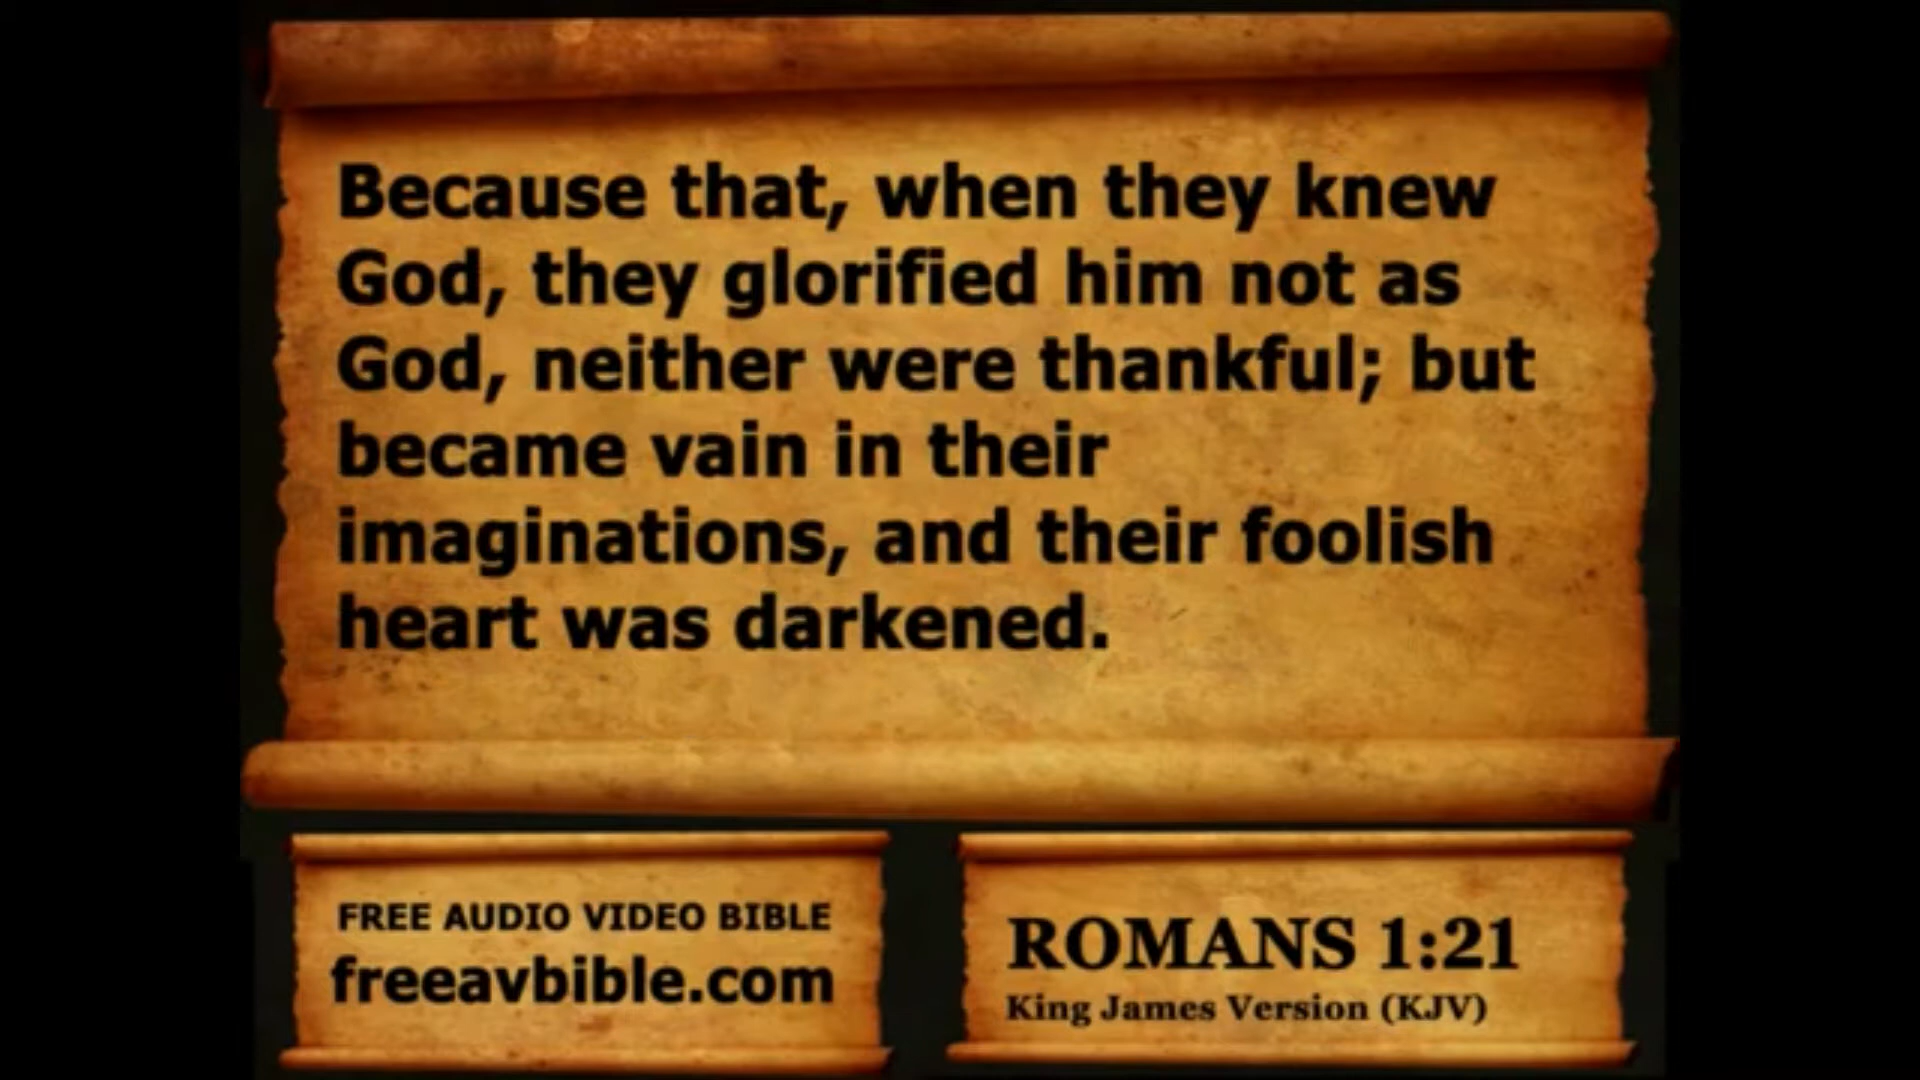 Because that, when they knew
God, they glorified him not as
God, neither were thankful; but
became vain in their
imaginations, and their foolish
heart was darkened.
FREE AUDIO VIDEO BIBLE
freeavbible.com
ROMANS 1:21
King James Version (KJV)